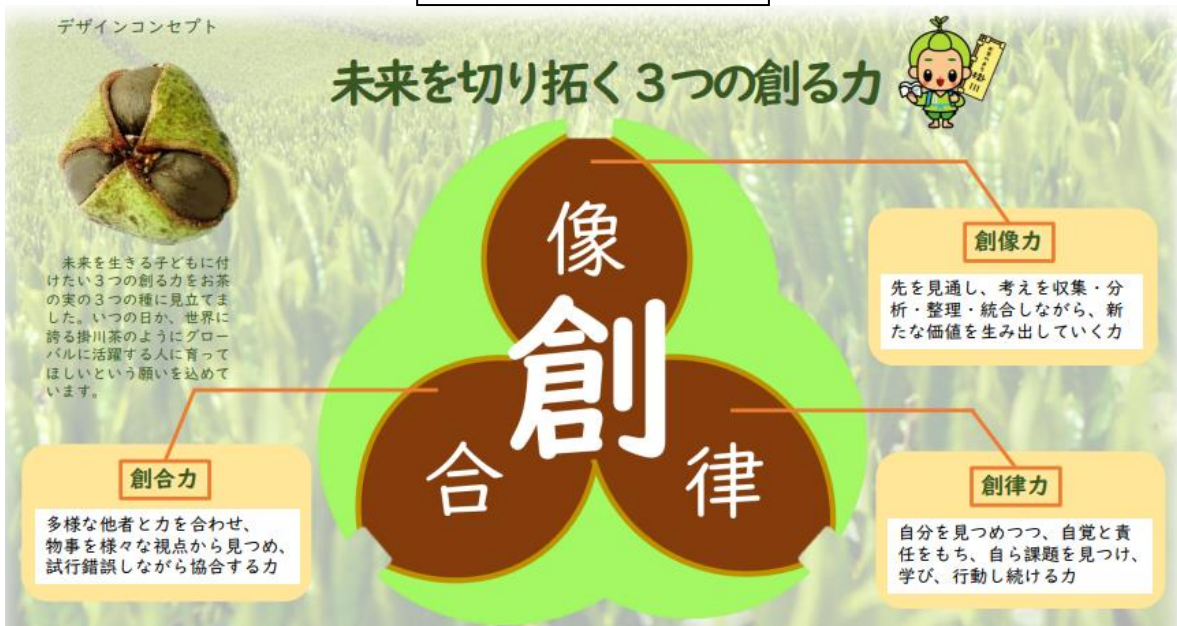 デザインコンセプト
未来を切り拓く3つの創る力
未来を生きる子どもに付
けたい3つの創る力をお茶
の実の3つの種に見立てま
した。いつの日か、世界に
誇る掛川茶のようにグロー
バルに活躍する人に育って
ほしいという願いを込めて
います。
像
創
合
律
創像力
先を見通し、考えを収集・分
析・整理・統合しながら、新
たな価値を生み出していく力
創合力
多様な他者と力を合わせ、
物事を様々な視点から見つめ、
試行錯誤しながら協合する力
創律力
自分を見つめつつ、自覚と責
任をもち、自ら課題を見つけ、
学び、行動し続ける力